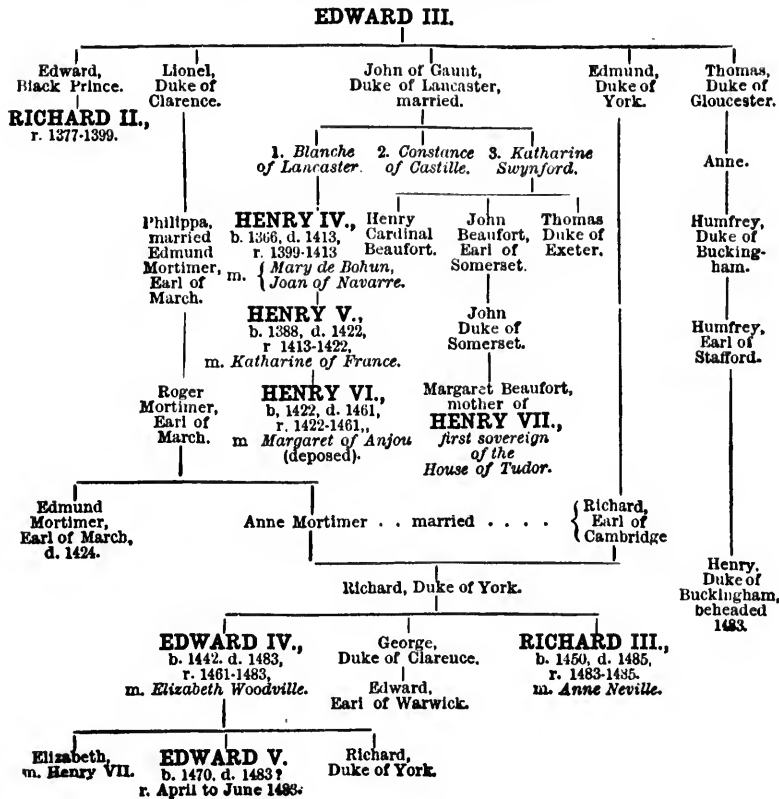 EDWARD III.
Edward,
Black Prince.
RICHARD II.,
r. 1377-1399.
Lionel,
Duke of
Clarence.
John of Gaunt,
Duke of Lancaster,
married.
Edmund,
Duke of
York.
Thomas,
Duke of
Gloucester.
1. Blanche
of Lancaster.
2. Constance
of Castille.
3. Katharine
Swynford.
Anne.
Philippa,
married
Edmund
Mortimer,
Earl of
March.
HENRY IV.,
b. 1366, d. 1413,
r. 1399-1413
m. { Mary de Bohun,
Joan of Navarre.
Henry
Cardinal
Beaufort.
John
Beaufort,
Earl of
Somerset.
Thomas
Duke of
Exeter.
Humfrey,
Duke of
Bucking-
ham.
HENRY V.,
b. 1388, d. 1422,
r 1413-1422,
m. Katharine of France.
John
Duke of
Somerset.
Humfrey,
Earl of
Stafford.
Roger
Mortimer,
Earl of
March.
HENRY VI.,
b, 1422, d. 1461,
r. 1422-1461,,
m Margaret of Anjou
(deposed).
Margaret Beaufort,
mother of
HENRY VII.,
first sovereign
of the
House of Tudor.
Edmund
Mortimer,
Earl of March,
d. 1424.
Anne Mortimer . . married . . . . { Richard,
Earl of
Cambridge
Henry,
Duke of
Buckingham,
beheaded
1483.
Richard, Duke of York.
EDWARD IV.,
b. 1442. d. 1483,
r. 1461-1483,
m. Elizabeth Woodville.
George,
Duke of Clarence.
Edward,
Earl of Warwick.
RICHARD III.,
b. 1450, d. 1485,
r. 1483-1485.
m. Anne Neville.
Elizabeth,
m. Henry VII.
EDWARD V.
b. 1470. d. 1483?
r. April to June 1483.
Richard,
Duke of York.